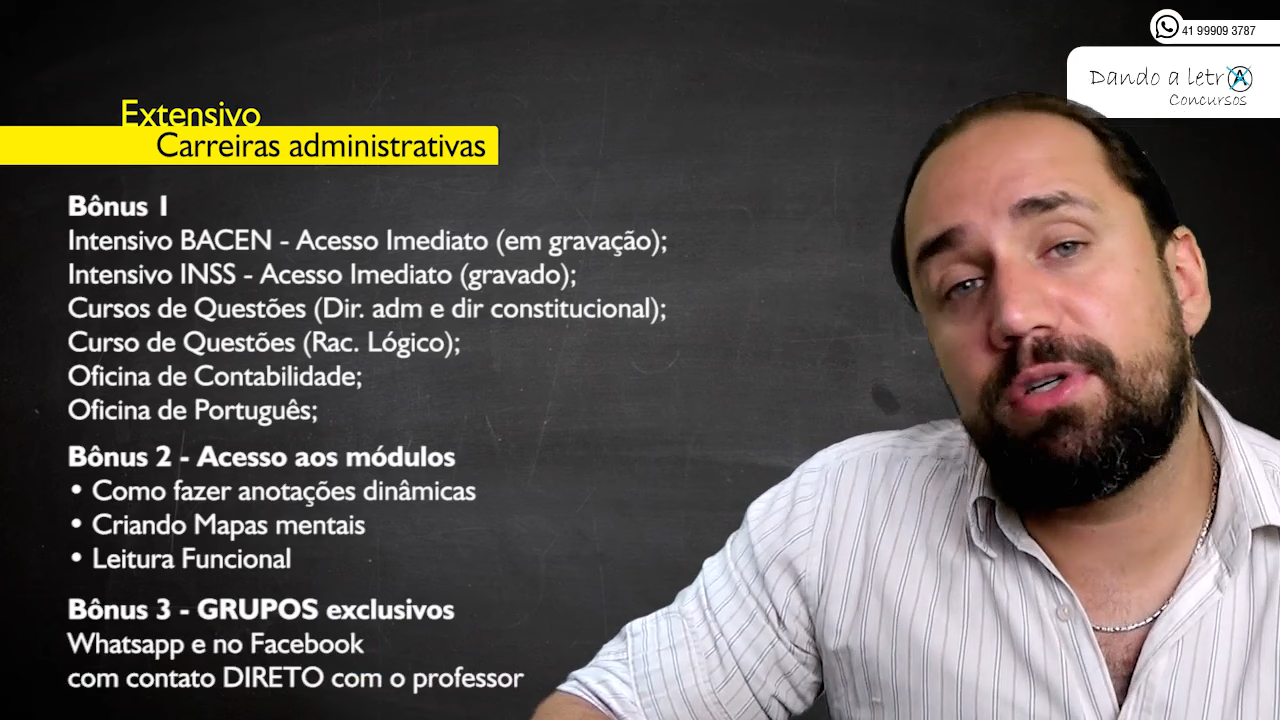 41 99909 3787
Dando a letrA
Concursos
Extensivo
Carreiras administrativas
Bônus 1
Intensivo BACEN - Acesso Imediato (em gravação);
Intensivo INSS - Acesso Imediato (gravado);
Cursos de Questões (Dir. adm e dir constitucional);
Curso de Questões (Rac. Lógico);
Oficina de Contabilidade;
Oficina de Português;
Bônus 2 - Acesso aos módulos
• Como fazer anotações dinâmicas
• Criando Mapas mentais
• Leitura Funcional
Bônus 3 - GRUPOS exclusivos
Whatsapp e no Facebook
com contato DIRETO com o professor